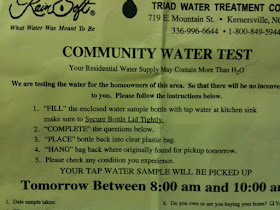 RainSoft®
What Water Was Meant To Be
TRIAD WATER TREATMENT CO
719 E. Mountain St. • Kernersville, NC
336-996-6644 • 1-800-849-5944
COMMUNITY WATER TEST
Your Residential Water Supply May Contain More Than H₂O
We are testing the water for the homeowners of this area. So that there will be no inconve
to you. Please follow the instructions below.
1. "FILL" the enclosed water sample bottle with tap water at kitchen sink
make sure to Secure Bottle Lid Tightly.
2. "COMPLETE" the questions below.
3. "PLACE" bottle back into clear plastic bag.
4. "HANG" bag back where originally found for pickup tomorrow.
5. Please check any condition you experience.
YOUR TAP WATER SAMPLE WILL BE PICKED UP
Tomorrow Between 8:00 am and 10:00 am
1. Date sample taken:
8. Do you own or are you buying your home?